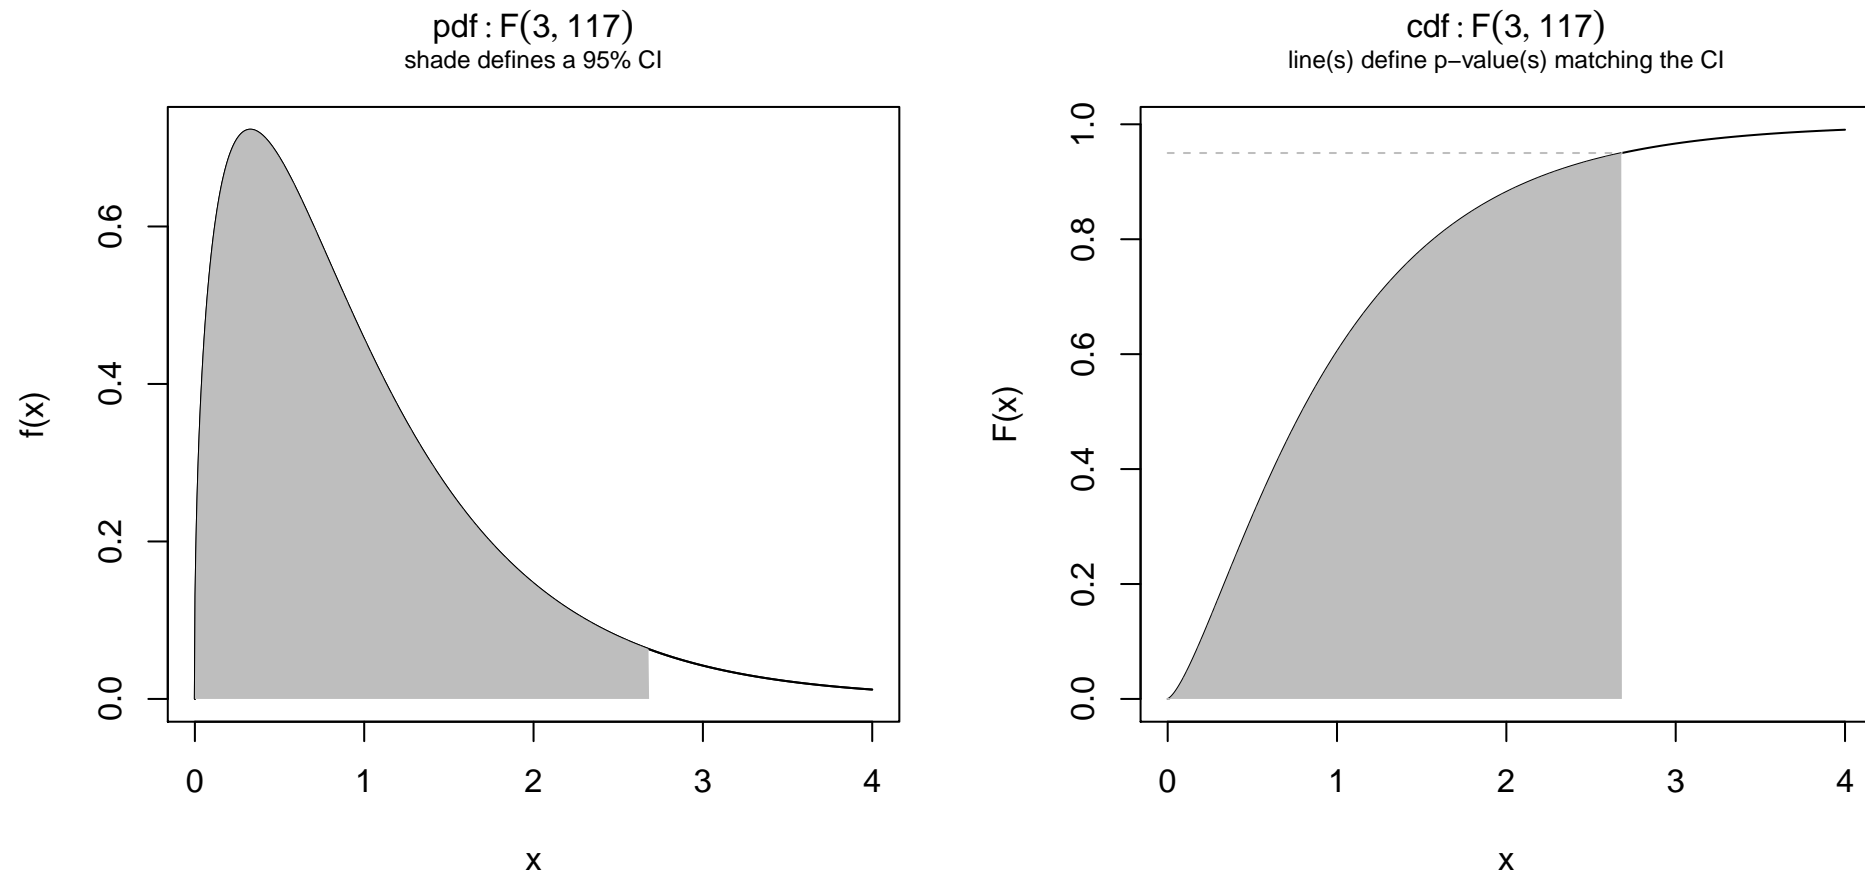 pdf : F(3, 117)
shade defines a 95% CI
f(x)
0.6
0.4
0.2
0.0
0 1 2 3 4
x
cdf : F(3, 117)
line(s) define p−value(s) matching the CI
F(x)
1.0
0.8
0.6
0.4
0.2
0.0
0 1 2 3 4
x